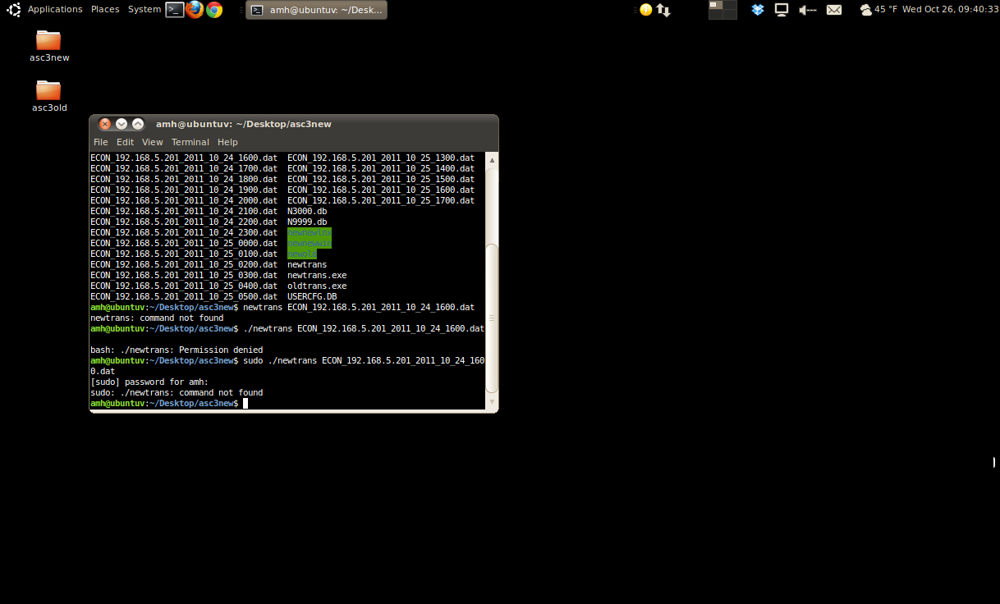 Applications Places System amh@ubuntuv: ~/Desk... 45 °F Wed Oct 26, 09:40:33
asc3new
asc3old
amh@ubuntuv: ~/Desktop/asc3new
File Edit View Terminal Help
ECON_192.168.5.201_2011_10_24_1600.dat ECON_192.168.5.201_2011_10_25_1300.dat
ECON_192.168.5.201_2011_10_24_1700.dat ECON_192.168.5.201_2011_10_25_1400.dat
ECON_192.168.5.201_2011_10_24_1800.dat ECON_192.168.5.201_2011_10_25_1500.dat
ECON_192.168.5.201_2011_10_24_1900.dat ECON_192.168.5.201_2011_10_25_1600.dat
ECON_192.168.5.201_2011_10_24_2000.dat ECON_192.168.5.201_2011_10_25_1700.dat
ECON_192.168.5.201_2011_10_24_2100.dat N3000.db
ECON_192.168.5.201_2011_10_24_2200.dat N9999.db
ECON_192.168.5.201_2011_10_24_2300.dat
ECON_192.168.5.201_2011_10_25_0000.dat
ECON_192.168.5.201_2011_10_25_0100.dat
ECON_192.168.5.201_2011_10_25_0200.dat newtrans
ECON_192.168.5.201_2011_10_25_0300.dat newtrans.exe
ECON_192.168.5.201_2011_10_25_0400.dat oldtrans.exe
ECON_192.168.5.201_2011_10_25_0500.dat USERCFG.DB
amh@ubuntuv:~/Desktop/asc3new$ newtrans ECON_192.168.5.201_2011_10_24_1600.dat
newtrans: command not found
amh@ubuntuv:~/Desktop/asc3new$ ./newtrans ECON_192.168.5.201_2011_10_24_1600.dat
bash: ./newtrans: Permission denied
amh@ubuntuv:~/Desktop/asc3new$ sudo ./newtrans ECON_192.168.5.201_2011_10_24_160
0.dat
[sudo] password for amh:
sudo: ./newtrans: command not found
amh@ubuntuv:~/Desktop/asc3new$